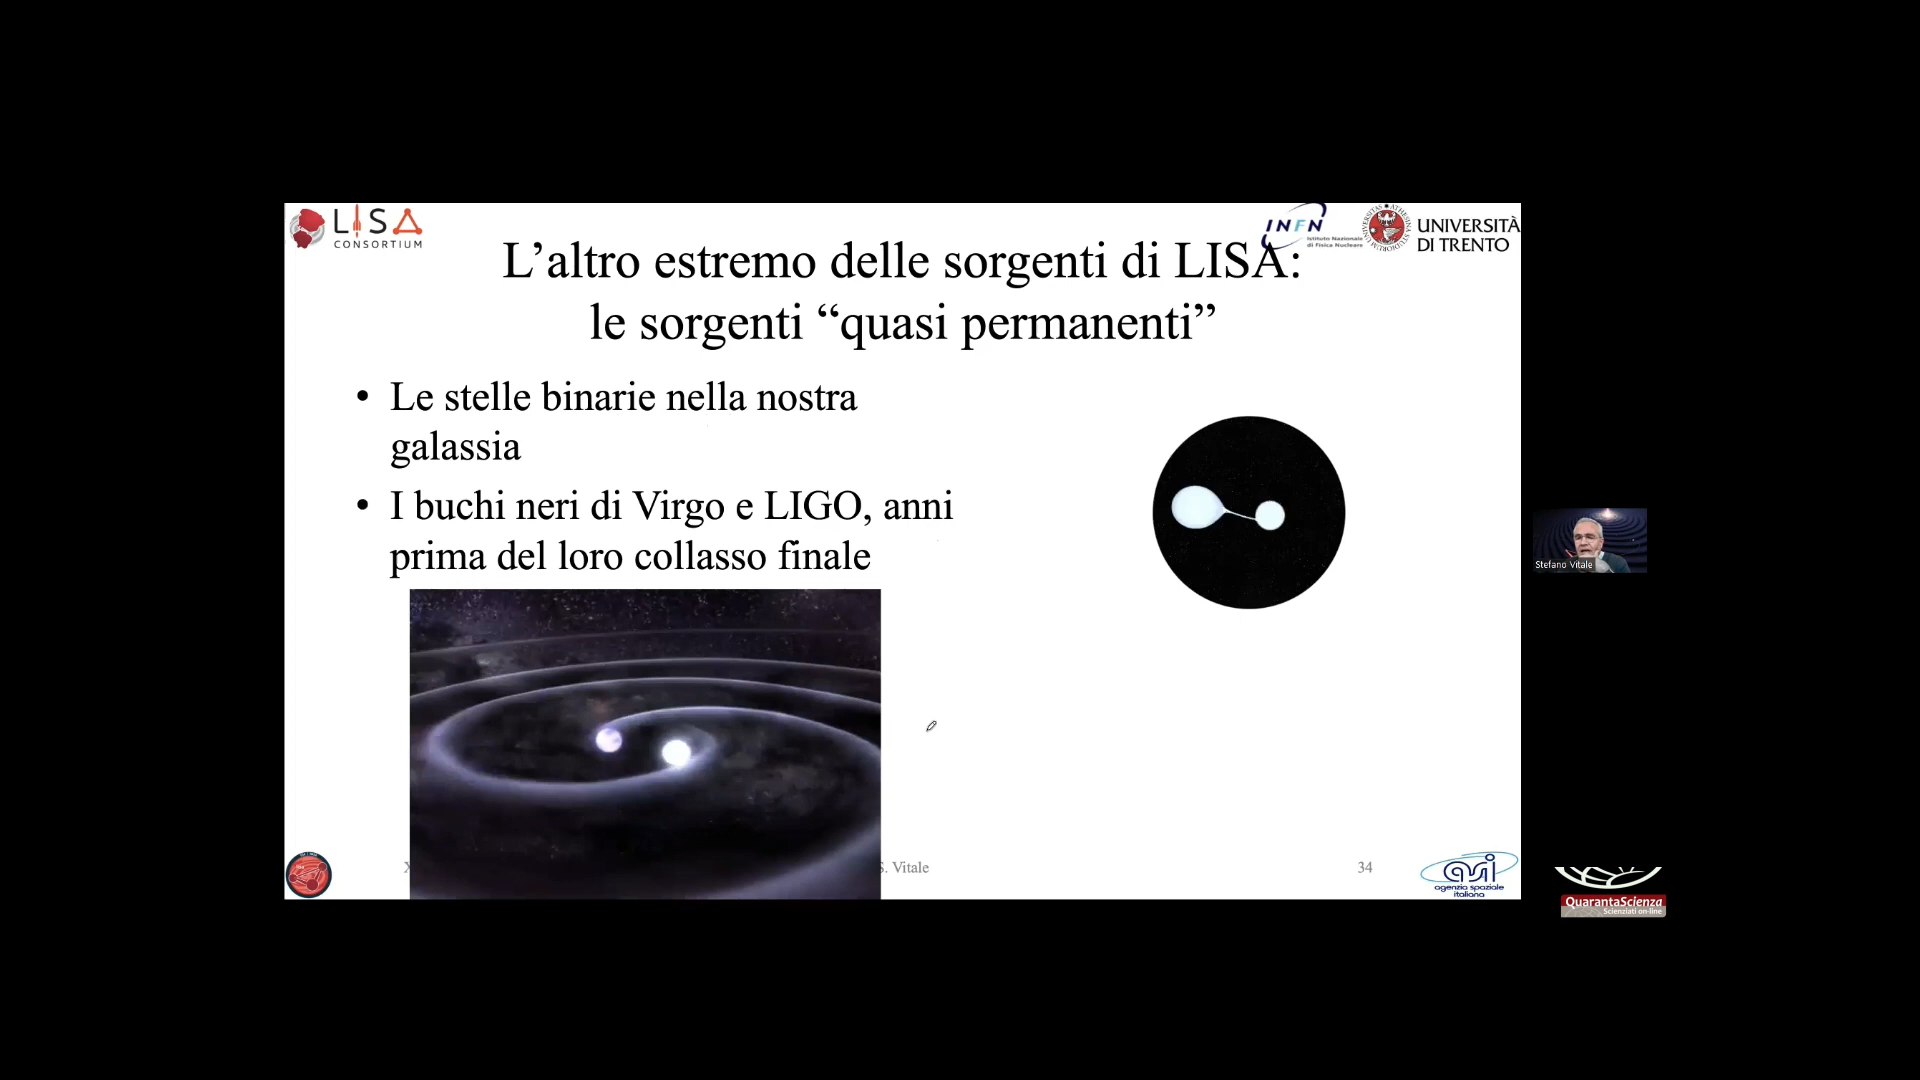 LISA
CONSORTIUM
INFN
Istituto Nazionale
di Fisica Nucleare
UNIVERSITÀ
DI TRENTO
L’altro estremo delle sorgenti di LISA:
le sorgenti “quasi permanenti”
• Le stelle binarie nella nostra
galassia
• I buchi neri di Virgo e LIGO, anni
prima del loro collasso finale
S. Vitale
34
asi
agenzia spaziale
italiana
Stefano Vitale
QuarantaScienza
Scienziati on-line